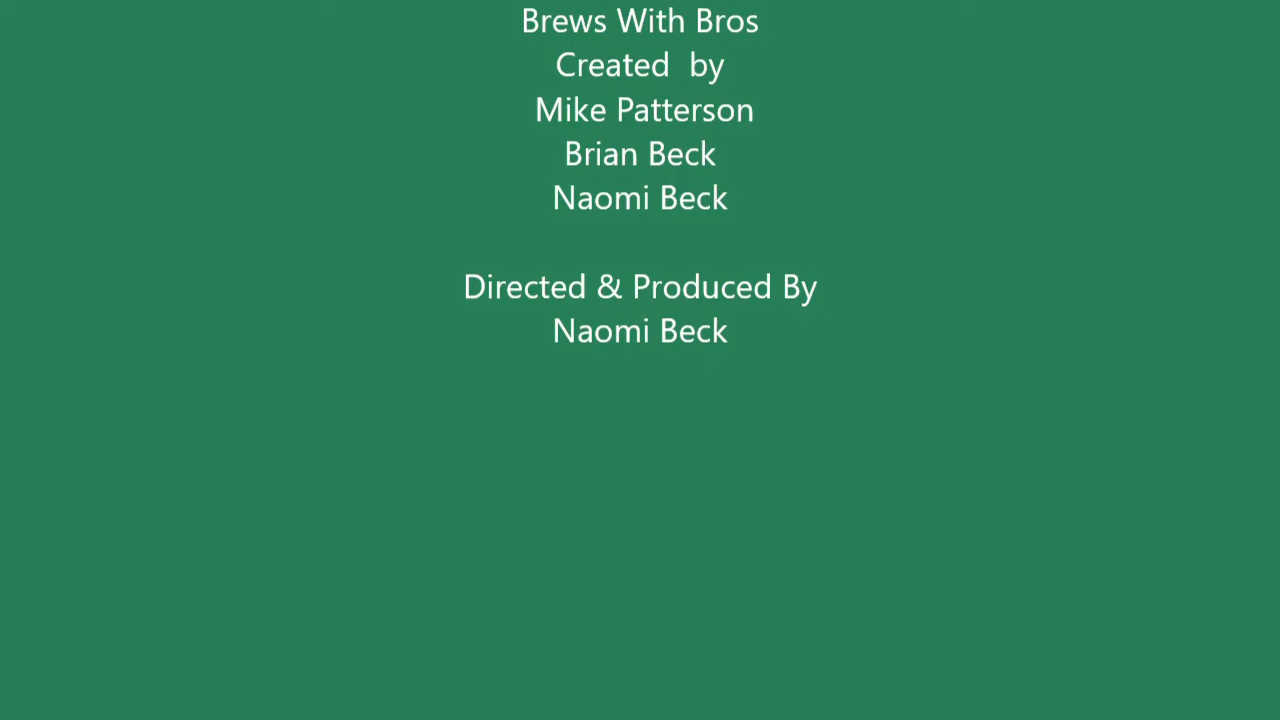 Brews With Bros
Created  by
Mike Patterson
Brian Beck
Naomi Beck
Directed & Produced By
Naomi Beck